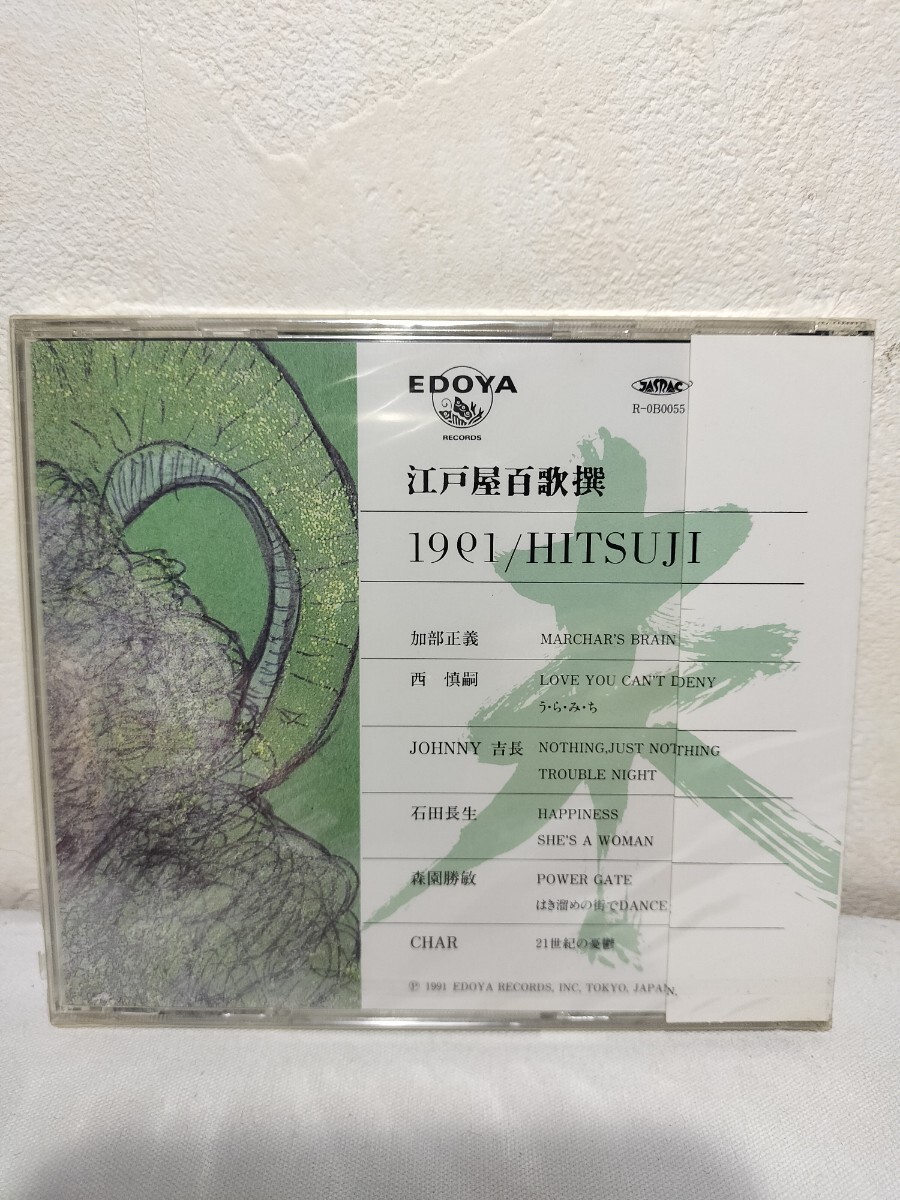 EDOYA
RECORDS
JASRAC
R-0B0055
江戸屋百歌撰
1991/HITSUJI
未
加部正義 MARCHAR'S BRAIN
西 慎嗣 LOVE YOU CAN'T DENY
う・ら・み・ち
JOHNNY 吉長 NOTHING,JUST NOTHING
TROUBLE NIGHT
石田長生 HAPPINESS
SHE'S A WOMAN
森園勝敏 POWER GATE
はき溜めの街でDANCE
CHAR 21世紀の憂鬱
Ⓟ 1991 EDOYA RECORDS, INC, TOKYO, JAPAN.